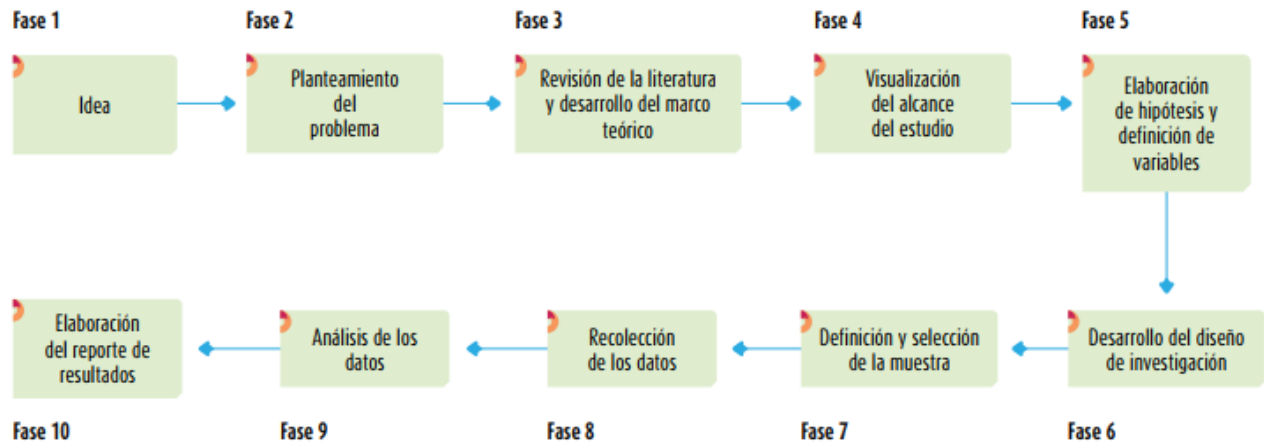 Fase 1
Idea
Fase 2
Planteamiento
del
problema
Fase 3
Revisión de la literatura
y desarrollo del marco
teórico
Fase 4
Visualización
del alcance
del estudio
Fase 5
Elaboración
de hipótesis y
definición de
variables
Desarrollo del diseño
de investigación
Fase 6
Definición y selección
de la muestra
Fase 7
Recolección
de los datos
Fase 8
Análisis de los
datos
Fase 9
Elaboración
del reporte de
resultados
Fase 10